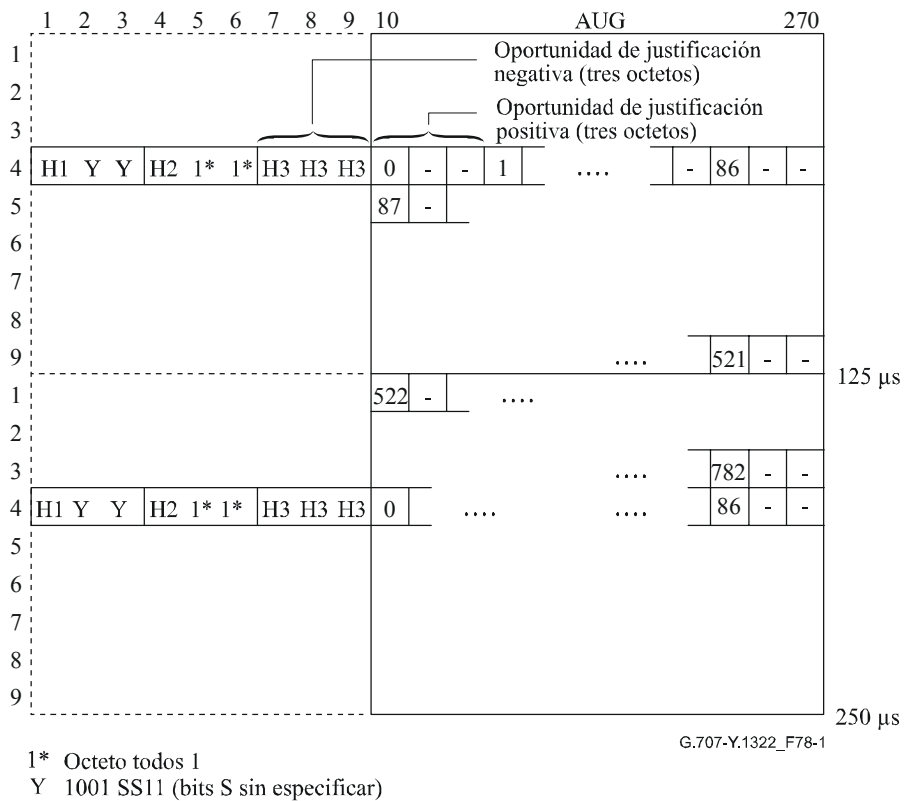 1 2 3 4 5 6 7 8 9 10 AUG 270
1 Oportunidad de justificación
negativa (tres octetos)
2 Oportunidad de justificación
3 positiva (tres octetos)
4 H1 Y Y H2 1* 1* H3 H3 H3 0 - - 1 .... - 86 - -
5 87 -
6
7
8
9 .... 521 - -
125 µs
1 522 - ....
2
3 .... 782 - -
4 H1 Y Y H2 1* 1* H3 H3 H3 0 .... .... 86 - -
5
6
7
8
9
250 µs
G.707-Y.1322_F78-1
1* Octeto todos 1
Y 1001 SS11 (bits S sin especificar)